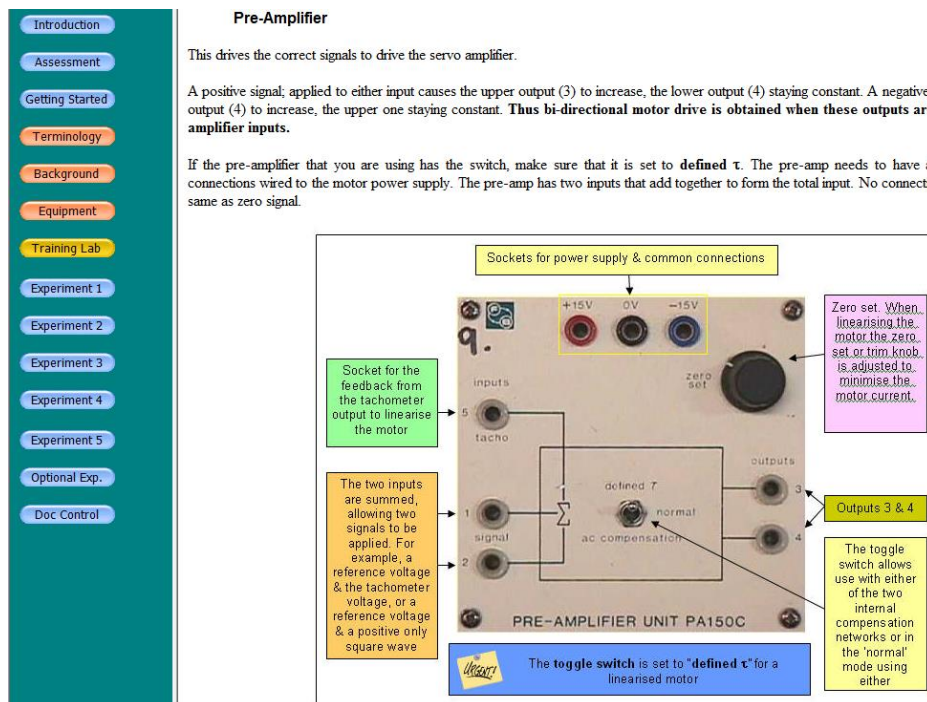 Introduction
Assessment
Getting Started
Terminology
Background
Equipment
Training Lab
Experiment 1
Experiment 2
Experiment 3
Experiment 4
Experiment 5
Optional Exp.
Doc Control
Pre-Amplifier
This drives the correct signals to drive the servo amplifier.
A positive signal; applied to either input causes the upper output (3) to increase, the lower output (4) staying constant. A negative
output (4) to increase, the upper one staying constant. Thus bi-directional motor drive is obtained when these outputs ar
amplifier inputs.
If the pre-amplifier that you are using has the switch, make sure that it is set to defined τ. The pre-amp needs to have a
connections wired to the motor power supply. The pre-amp has two inputs that add together to form the total input. No connecti
same as zero signal.
Sockets for power supply & common connections
+15V 0V -15V
9.
zero
set
Zero set. When
linearising the
motor the zero
set or trim knob
is adjusted to
minimise the
motor current.
Socket for the
feedback from
the tachometer
output to linearise
the motor
inputs
5
tacho
The two inputs
are summed,
allowing two
signals to be
applied. For
example, a
reference voltage
& the tachometer
voltage, or a
reference voltage
& a positive only
square wave
1
signal
2
Σ
defined τ
normal
ac compensation
outputs
3
4
Outputs 3 & 4
The toggle
switch allows
use with either
of the two
internal
compensation
networks or in
the 'normal'
mode using
either
PRE-AMPLIFIER UNIT PA150C
URGENT!
The toggle switch is set to "defined τ" for a
linearised motor